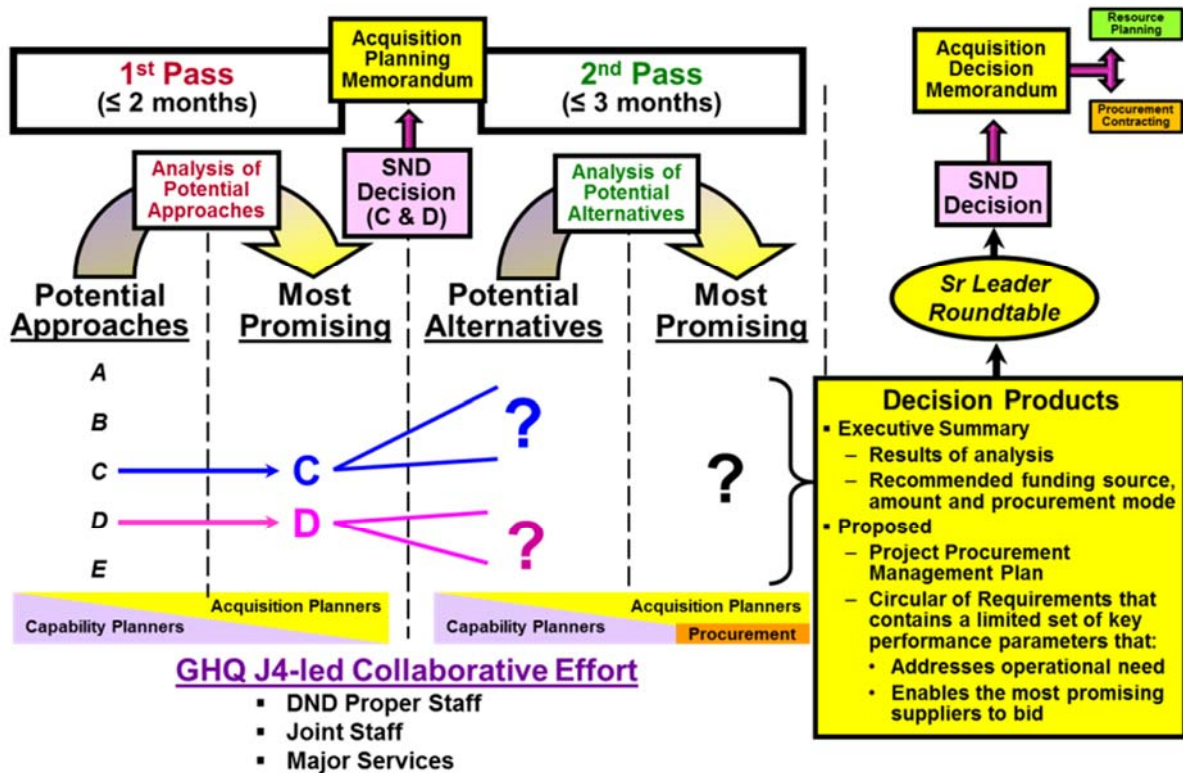 1st Pass
(≤ 2 months)
Acquisition
Planning
Memorandum
2nd Pass
(≤ 3 months)
Acquisition
Decision
Memorandum
Resource
Planning
Procurement
Contracting
Analysis of
Potential
Approaches
SND
Decision
(C & D)
Analysis of
Potential
Alternatives
SND
Decision
Potential
Approaches
Most
Promising
Potential
Alternatives
Most
Promising
Sr Leader
Roundtable
A
B
C
D
E
C
D
?
?
?
Decision Products
▪ Executive Summary
– Results of analysis
– Recommended funding source,
amount and procurement mode
▪ Proposed
– Project Procurement
Management Plan
– Circular of Requirements that
contains a limited set of key
performance parameters that:
• Addresses operational need
• Enables the most promising
suppliers to bid
Acquisition Planners
Capability Planners
Acquisition Planners
Capability Planners
Procurement
GHQ J4-led Collaborative Effort
▪ DND Proper Staff
▪ Joint Staff
▪ Major Services